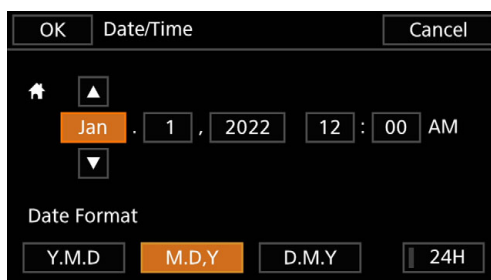 OK Date/Time Cancel
Jan . 1 , 2022 12 : 00 AM
Date Format
Y.M.D M.D,Y D.M.Y 24H